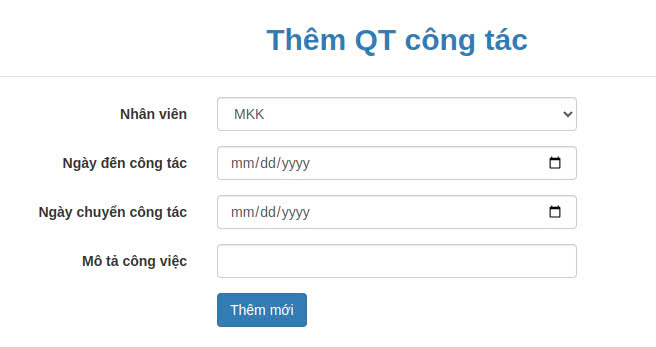 Thêm QT công tác
Nhân viên MKK
Ngày đến công tác mm/dd/yyyy
Ngày chuyển công tác mm/dd/yyyy
Mô tả công việc
Thêm mới